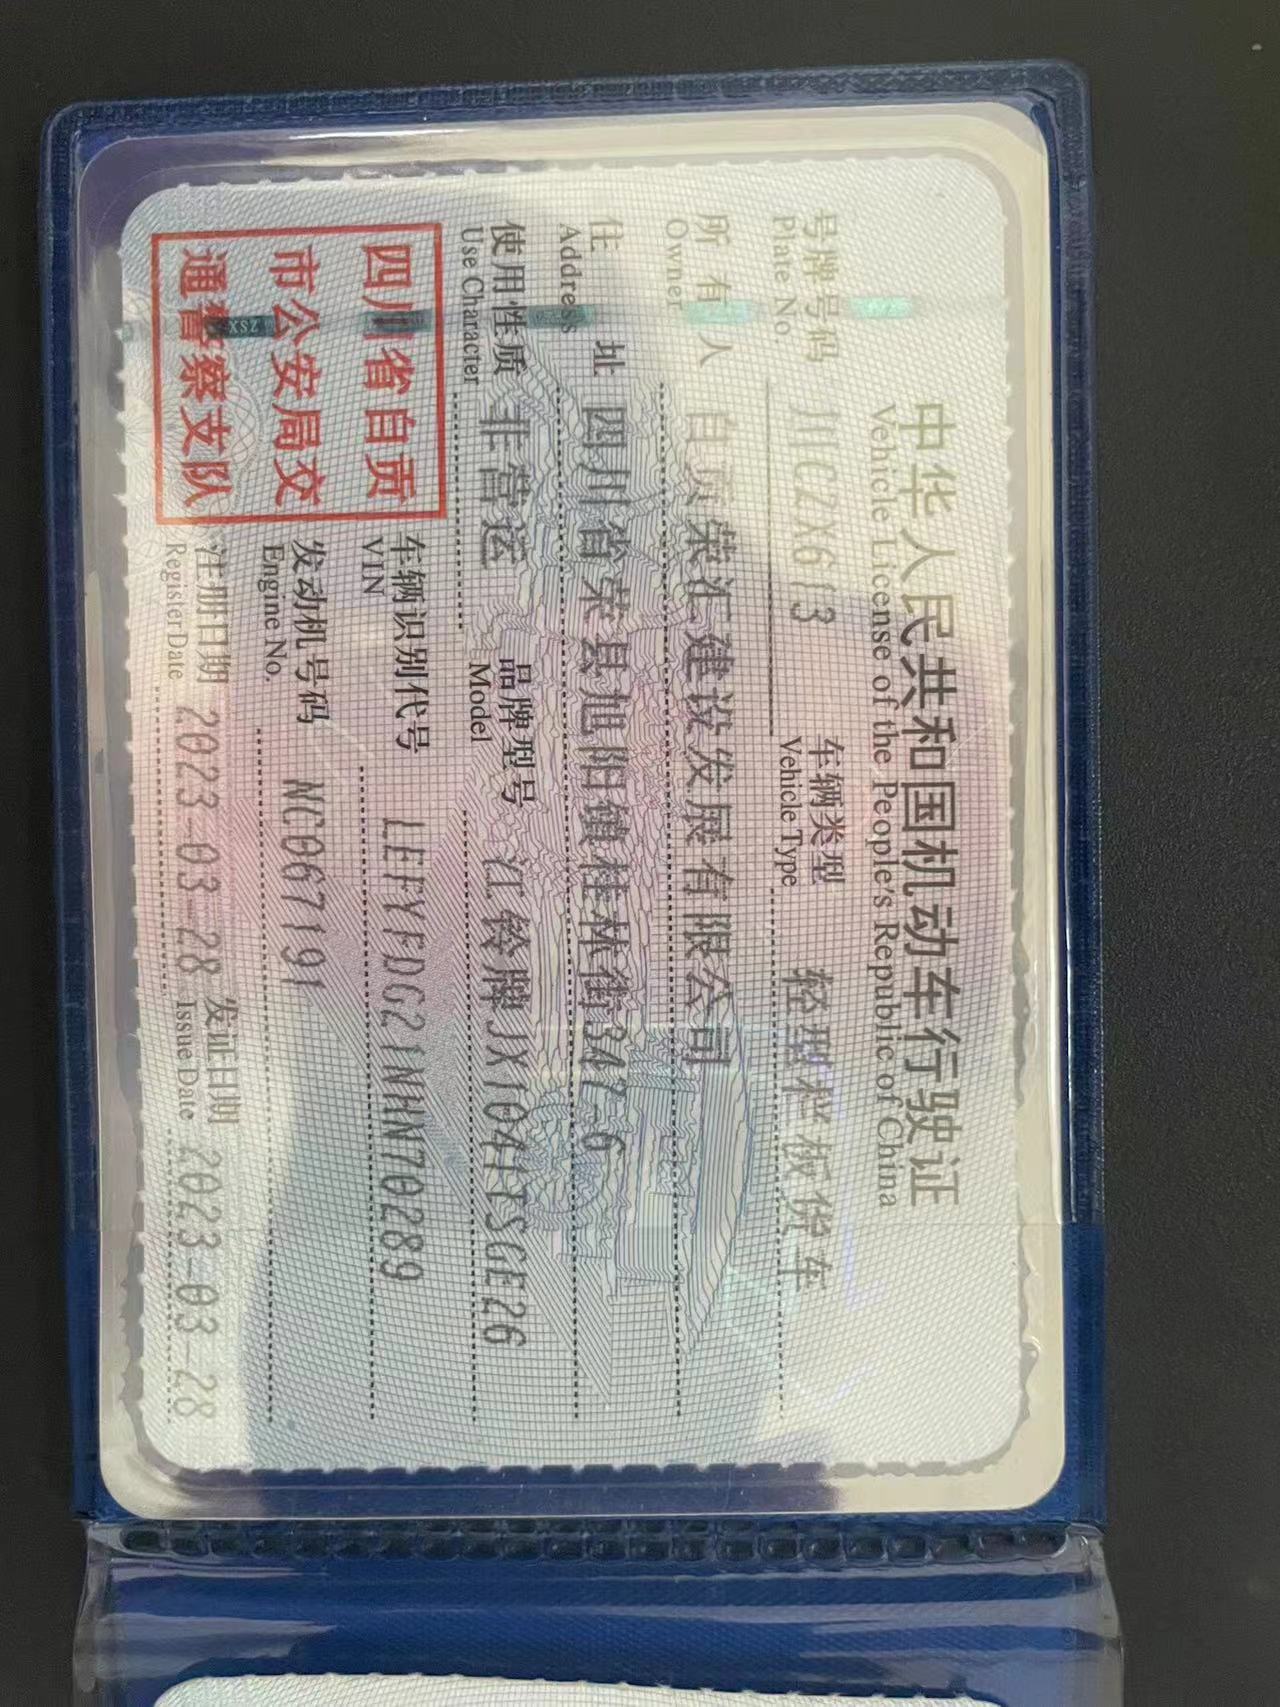 中华人民共和国机动车行驶证
Vehicle License of the People's Republic of China
号牌号码 川CZX613 车辆类型 轻型栏板货车
Plate No. Vehicle Type
所有人 自贡荣汇建设发展有限公司
Owner
住址 四川省荣县旭阳镇桂林街347-6
Address
使用性质 非营运 品牌型号 江铃牌JX1041TSGE26
Use Character Model
四川省自贡
市公安局交
通警察支队
车辆识别代号 LEFYFDG21NHN70289
VIN
发动机号码 NC067191
Engine No.
注册日期 2023-03-28 发证日期 2023-03-28
Register Date Issue Date